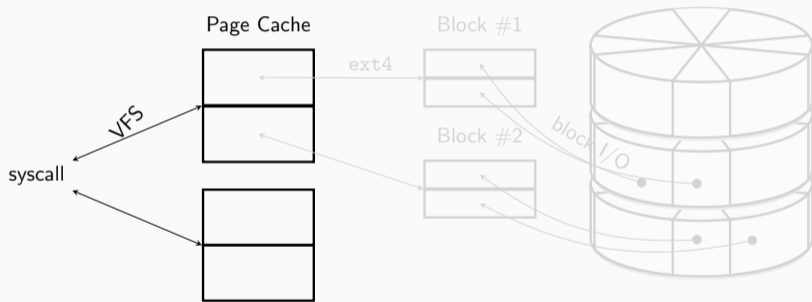 Page Cache
Block #1
ext4
VFS
block I/O
Block #2
syscall